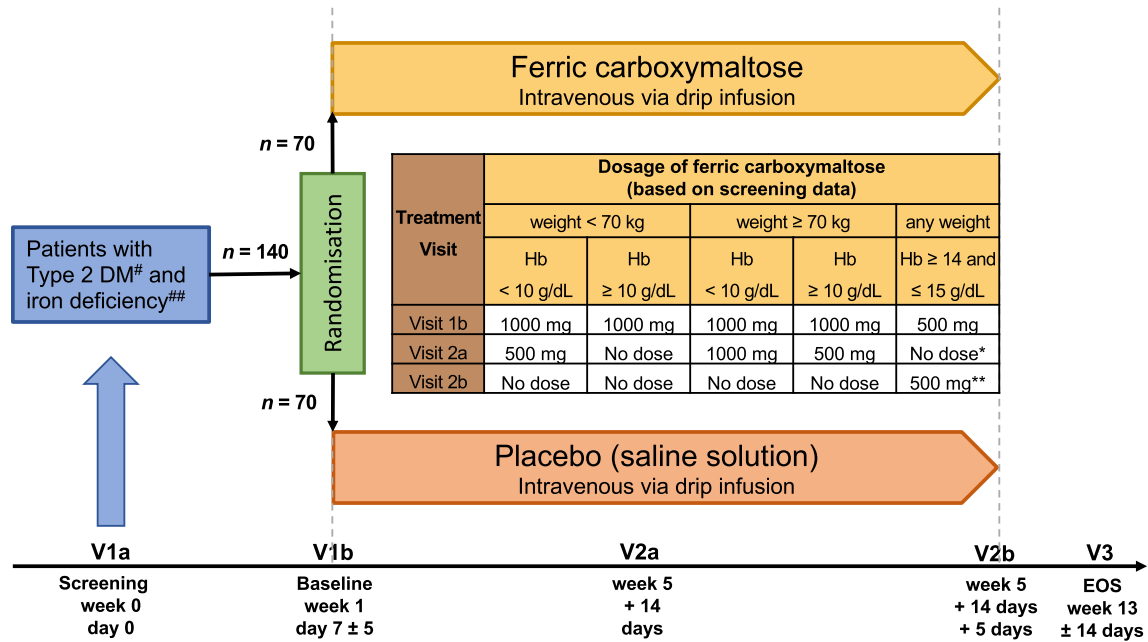 Ferric carboxymaltose
Intravenous via drip infusion
n = 70
Patients with
Type 2 DM# and
iron deficiency##
n = 140
Randomisation
Dosage of ferric carboxymaltose
(based on screening data)
Treatment
Visit
weight < 70 kg weight ≥ 70 kg any weight
Hb Hb Hb Hb Hb ≥ 14 and
< 10 g/dL ≥ 10 g/dL < 10 g/dL ≥ 10 g/dL ≤ 15 g/dL
Visit 1b 1000 mg 1000 mg 1000 mg 1000 mg 500 mg
Visit 2a 500 mg No dose 1000 mg 500 mg No dose*
Visit 2b No dose No dose No dose No dose 500 mg**
n = 70
Placebo (saline solution)
Intravenous via drip infusion
V1a V1b V2a V2b V3
Screening Baseline week 5 week 5 EOS
week 0 week 1 + 14 + 14 days week 13
day 0 day 7 ± 5 days + 5 days ± 14 days